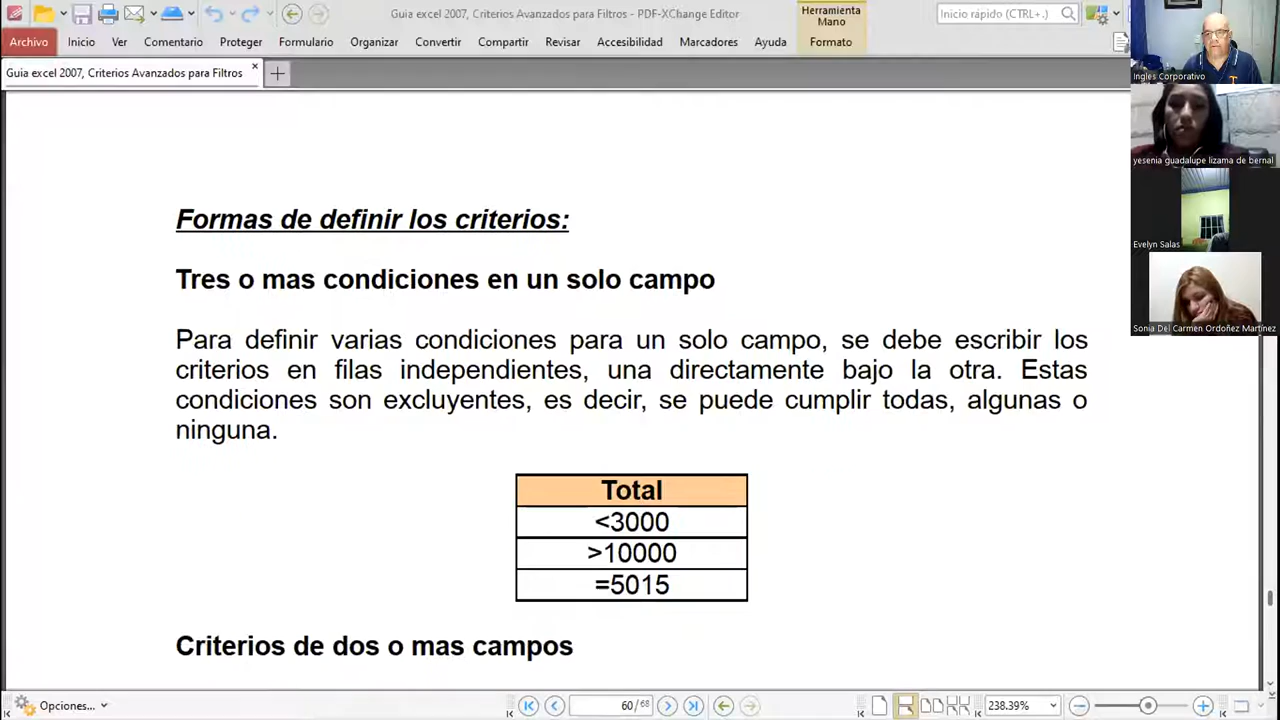 Guia excel 2007, Criterios Avanzados para Filtros - PDF-XChange Editor
Herramienta
Mano
Inicio rápido (CTRL+.)
Archivo Inicio Ver Comentario Proteger Formulario Organizar Convertir Compartir Revisar Accesibilidad Marcadores Ayuda Formato
Guia excel 2007, Criterios Avanzados para Filtros
Ingles Corporativo
yesenia guadalupe lizama de bernal
Evelyn Salas
Sonia Del Carmen Ordoñez Martínez
Formas de definir los criterios:
Tres o mas condiciones en un solo campo
Para definir varias condiciones para un solo campo, se debe escribir los
criterios en filas independientes, una directamente bajo la otra. Estas
condiciones son excluyentes, es decir, se puede cumplir todas, algunas o
ninguna.
Total
<3000
>10000
=5015
Criterios de dos o mas campos
Opciones...
60 / 68
238.39%